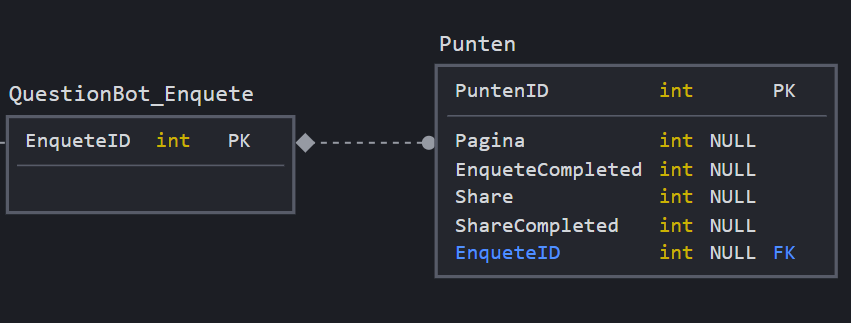 QuestionBot_Enquete
EnqueteID int PK
Punten
PuntenID int PK
Pagina int NULL
EnqueteCompleted int NULL
Share int NULL
ShareCompleted int NULL
EnqueteID int NULL FK